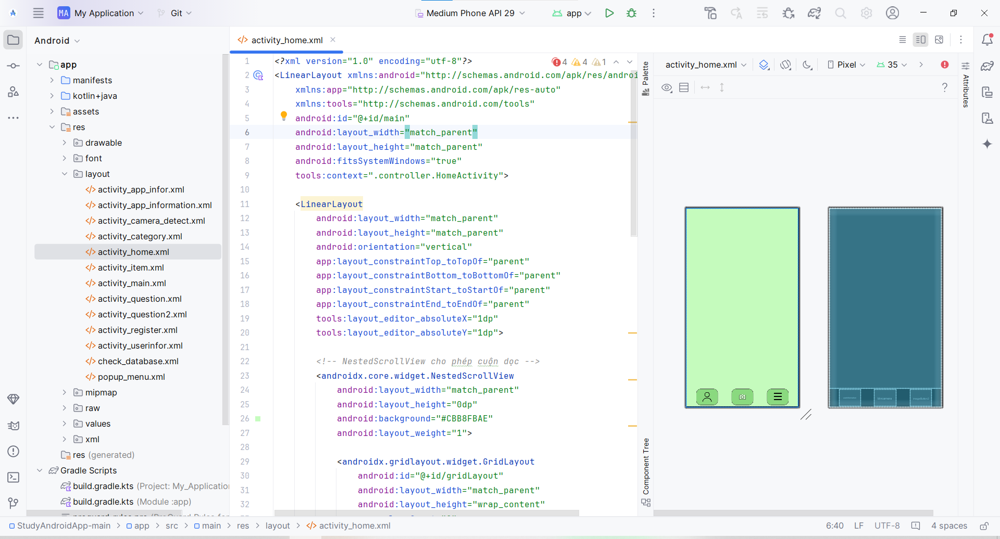 MA My Application Git Medium Phone API 29 app
Android
app
manifests
kotlin+java
assets
res
drawable
font
layout
activity_app_infor.xml
activity_app_information.xml
activity_camera_detect.xml
activity_category.xml
activity_home.xml
activity_item.xml
activity_main.xml
activity_question.xml
activity_question2.xml
activity_register.xml
activity_userinfor.xml
check_database.xml
popup_menu.xml
mipmap
raw
values
xml
res (generated)
Gradle Scripts
build.gradle.kts (Project: My_Application
build.gradle.kts (Module :app)
activity_home.xml
4 4 1
1 <?xml version="1.0" encoding="utf-8"?>
2 <LinearLayout xmlns:android="http://schemas.android.com/apk/res/androi
3 xmlns:app="http://schemas.android.com/apk/res-auto"
4 xmlns:tools="http://schemas.android.com/tools"
5 android:id="@+id/main"
6 android:layout_width="match_parent"
7 android:layout_height="match_parent"
8 android:fitsSystemWindows="true"
9 tools:context=".controller.HomeActivity">
10
11 <LinearLayout
12 android:layout_width="match_parent"
13 android:layout_height="match_parent"
14 android:orientation="vertical"
15 app:layout_constraintTop_toTopOf="parent"
16 app:layout_constraintBottom_toBottomOf="parent"
17 app:layout_constraintStart_toStartOf="parent"
18 app:layout_constraintEnd_toEndOf="parent"
19 tools:layout_editor_absoluteX="1dp"
20 tools:layout_editor_absoluteY="1dp">
21
22 <!-- NestedScrollView cho phép cuộn dọc -->
23 <androidx.core.widget.NestedScrollView
24 android:layout_width="match_parent"
25 android:layout_height="0dp"
26 android:background="#CBB8FBAE"
27 android:layout_weight="1">
28
29 <androidx.gridlayout.widget.GridLayout
30 android:id="@+id/gridLayout"
31 android:layout_width="match_parent"
32 android:layout_height="wrap_content"
Palette
Component Tree
activity_home.xml Pixel 35
?
Attributes
StudyAndroidApp-main > app > src > main > res > layout > activity_home.xml
6:40 LF UTF-8 4 spaces